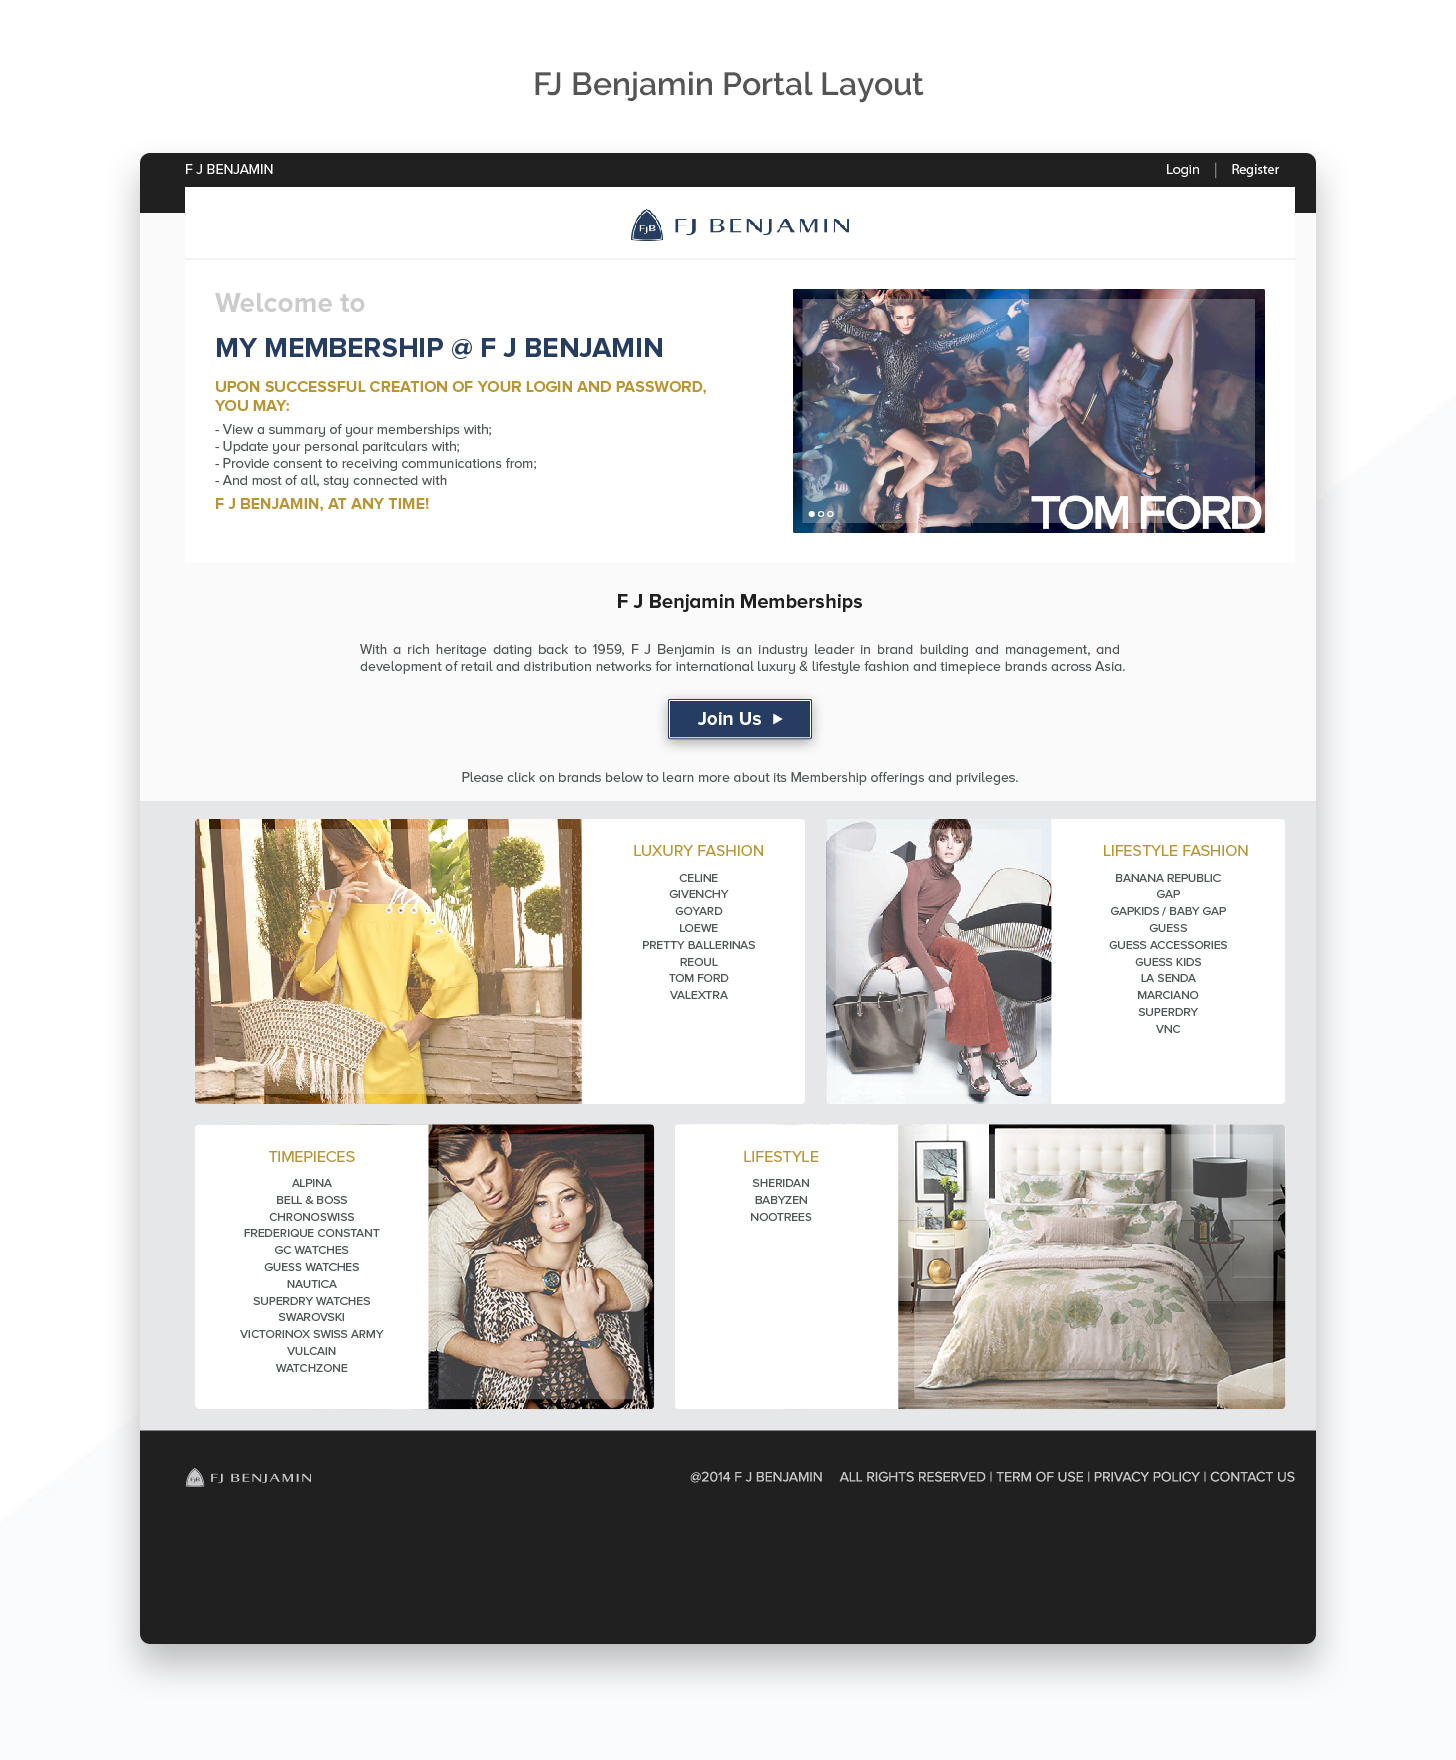 FJ Benjamin Portal Layout
F J BENJAMIN
Login | Register
FJB FJ BENJAMIN
Welcome to
MY MEMBERSHIP @ F J BENJAMIN
UPON SUCCESSFUL CREATION OF YOUR LOGIN AND PASSWORD,
YOU MAY:
- View a summary of your memberships with;
- Update your personal paritculars with;
- Provide consent to receiving communications from;
- And most of all, stay connected with
F J BENJAMIN, AT ANY TIME!
TOM FORD
F J Benjamin Memberships
With a rich heritage dating back to 1959, F J Benjamin is an industry leader in brand building and management, and
development of retail and distribution networks for international luxury & lifestyle fashion and timepiece brands across Asia.
Join Us
Please click on brands below to learn more about its Membership offerings and privileges.
LUXURY FASHION
CELINE
GIVENCHY
GOYARD
LOEWE
PRETTY BALLERINAS
REOUL
TOM FORD
VALEXTRA
LIFESTYLE FASHION
BANANA REPUBLIC
GAP
GAPKIDS / BABY GAP
GUESS
GUESS ACCESSORIES
GUESS KIDS
LA SENDA
MARCIANO
SUPERDRY
VNC
TIMEPIECES
ALPINA
BELL & BOSS
CHRONOSWISS
FREDERIQUE CONSTANT
GC WATCHES
GUESS WATCHES
NAUTICA
SUPERDRY WATCHES
SWAROVSKI
VICTORINOX SWISS ARMY
VULCAIN
WATCHZONE
LIFESTYLE
SHERIDAN
BABYZEN
NOOTREES
FJB FJ BENJAMIN
@2014 F J BENJAMIN ALL RIGHTS RESERVED | TERM OF USE | PRIVACY POLICY | CONTACT US